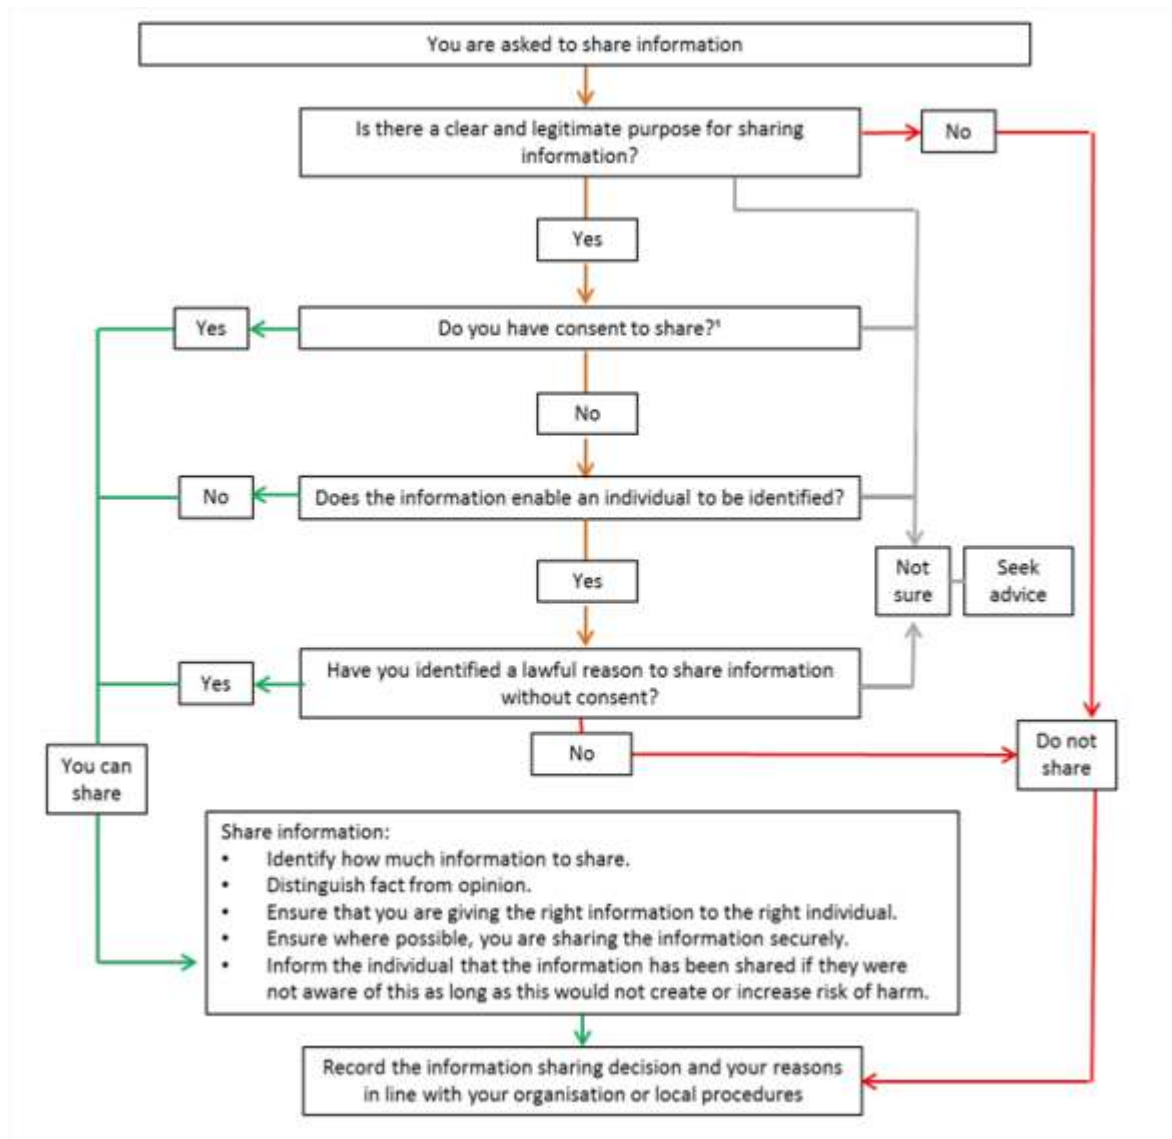 You are asked to share information
Is there a clear and legitimate purpose for sharing
information?
No
Yes
Yes
Do you have consent to share?¹
No
No
Does the information enable an individual to be identified?
Yes
Not
sure
Seek
advice
Yes
Have you identified a lawful reason to share information
without consent?
No
Do not
share
You can
share
Share information:
• Identify how much information to share.
• Distinguish fact from opinion.
• Ensure that you are giving the right information to the right individual.
• Ensure where possible, you are sharing the information securely.
• Inform the individual that the information has been shared if they were
not aware of this as long as this would not create or increase risk of harm.
Record the information sharing decision and your reasons
in line with your organisation or local procedures